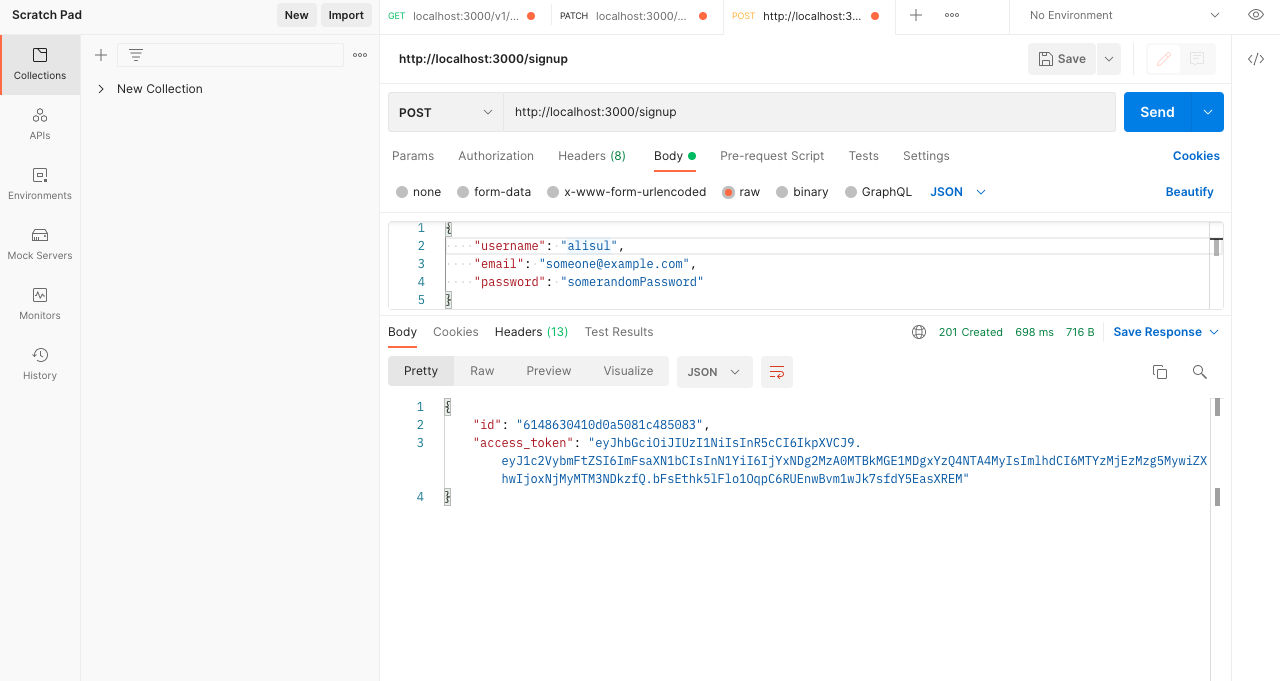 Scratch Pad
New
Import
GET localhost:3000/v1/...
PATCH localhost:3000/...
POST http://localhost:3...
No Environment
Collections
APIs
Environments
Mock Servers
Monitors
History
New Collection
http://localhost:3000/signup
Save
POST
http://localhost:3000/signup
Send
Params Authorization Headers (8) Body Pre-request Script Tests Settings Cookies
none form-data x-www-form-urlencoded raw binary GraphQL JSON Beautify
1 {
2 "username": "alisul",
3 "email": "someone@example.com",
4 "password": "somerandomPassword"
5 }
Body Cookies Headers (13) Test Results 201 Created 698 ms 716 B Save Response
Pretty Raw Preview Visualize JSON
1 {
2 "id": "6148630410d0a5081c485083",
3 "access_token": "eyJhbGciOiJIUzI1NiIsInR5cCI6IkpXVCJ9.
eyJ1c2VybmFtZSI6ImFsaXN1bCIsInN1YiI6IjYxNDg2MzA0MTBkMGE1MDgxYzQ4NTA4MyIsImlhdCI6MTYzMjEzMzg5MywiZX
hwIjoxNjMyMTM3NDkzfQ.bFsEthk5lFlo1OqpC6RUEnwBvm1wJk7sfdY5EasXREM"
4 }